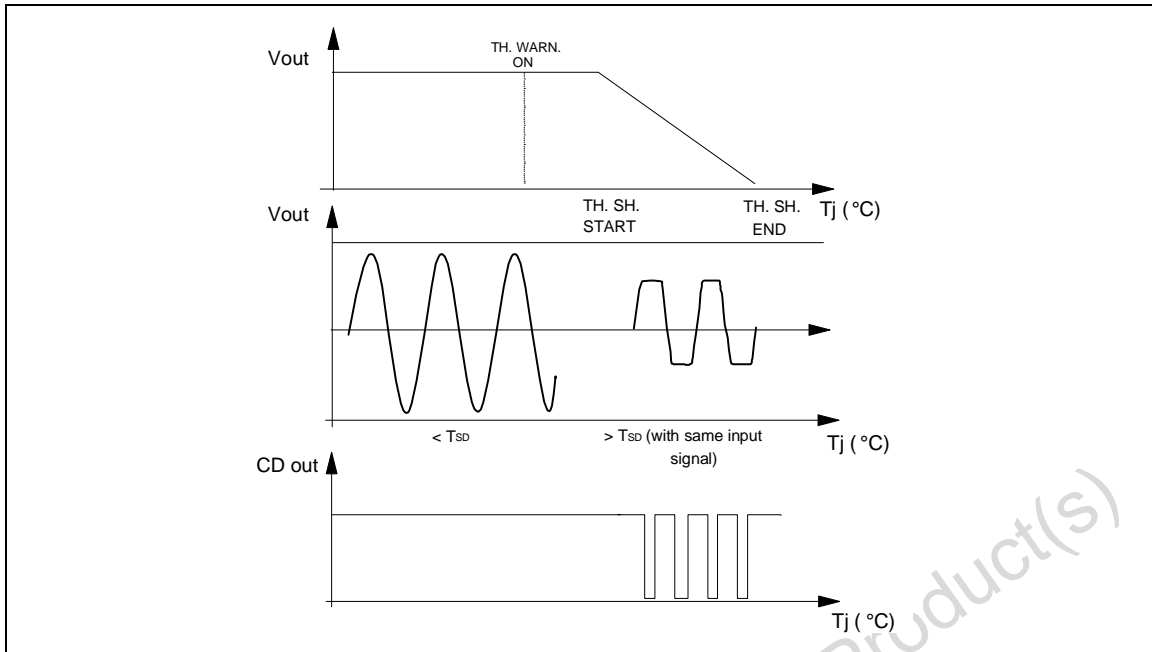 Vout
TH. WARN.
ON
Tj ( °C)
TH. SH.
START
TH. SH.
END
Vout
< TSD
> TSD (with same input
signal)
Tj ( °C)
CD out
Tj ( °C)
Product(s)